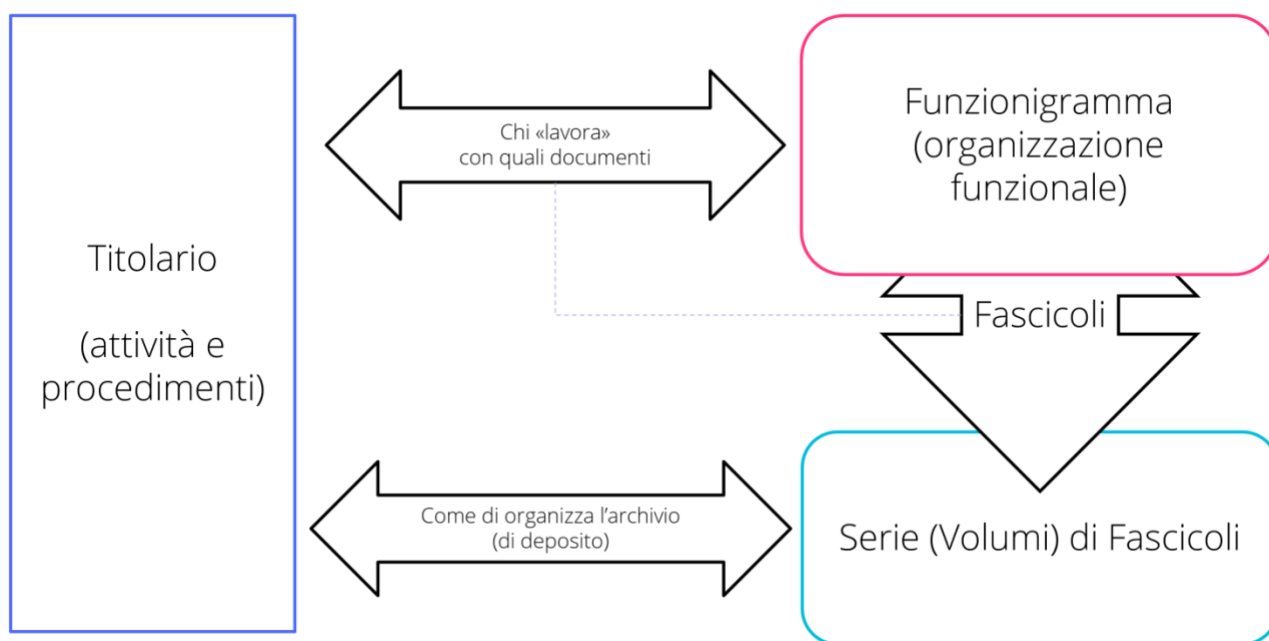 Titolario
(attività e
procedimenti)
Chi «lavora»
con quali documenti
Funzionigramma
(organizzazione
funzionale)
Fascicoli
Come di organizza l’archivio
(di deposito)
Serie (Volumi) di Fascicoli